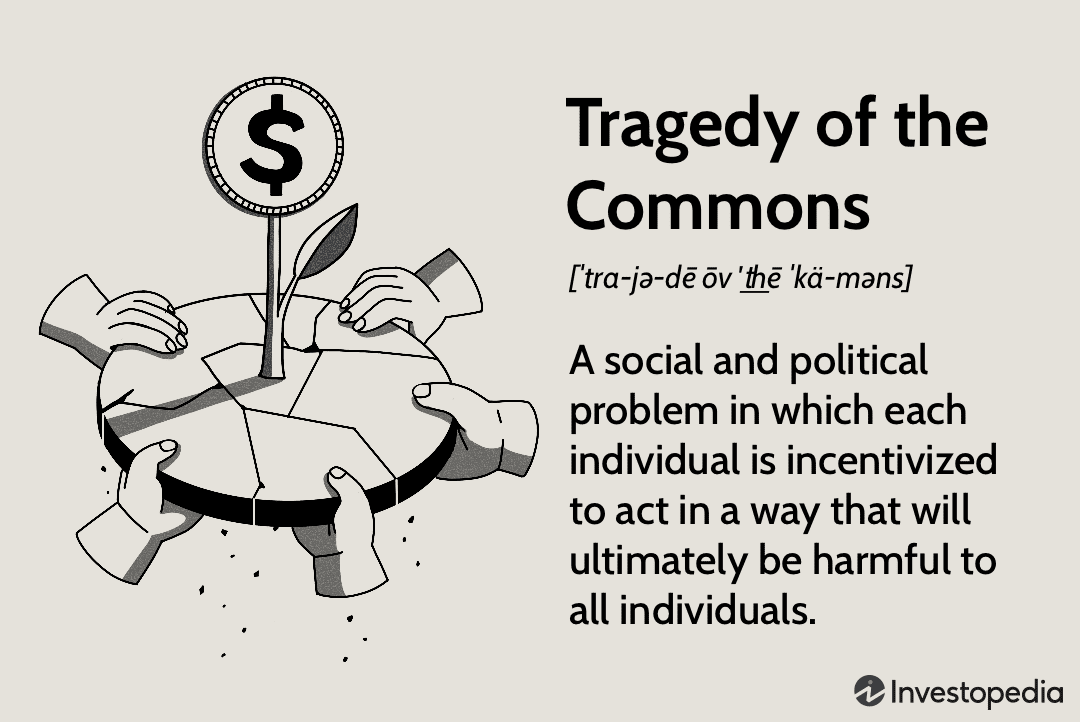 $
Tragedy of the
Commons
[ˈtra-jə-dē ōv ˈthē ˈkä-məns]
A social and political
problem in which each
individual is incentivized
to act in a way that will
ultimately be harmful to
all individuals.
Investopedia